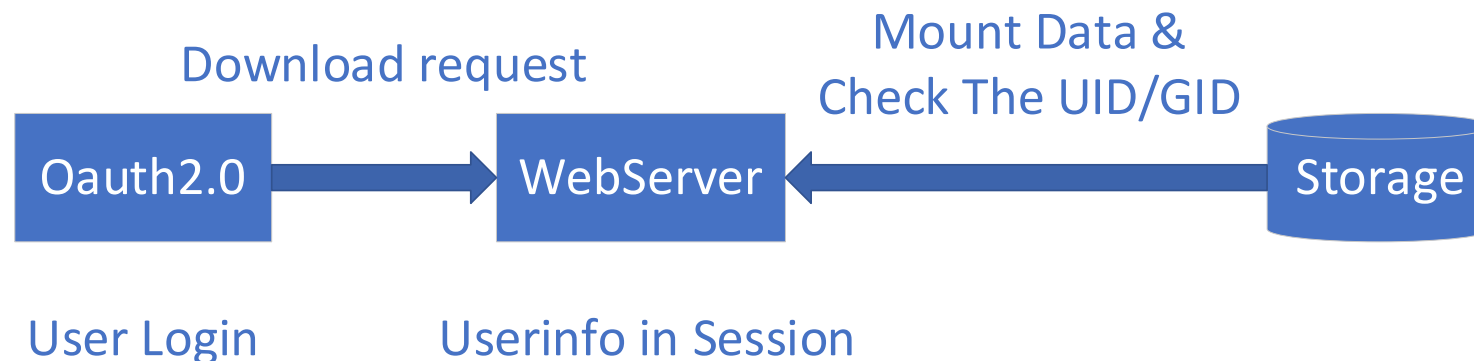 Download request
Mount Data &
Check The UID/GID
Oauth2.0
WebServer
Storage
User Login
Userinfo in Session